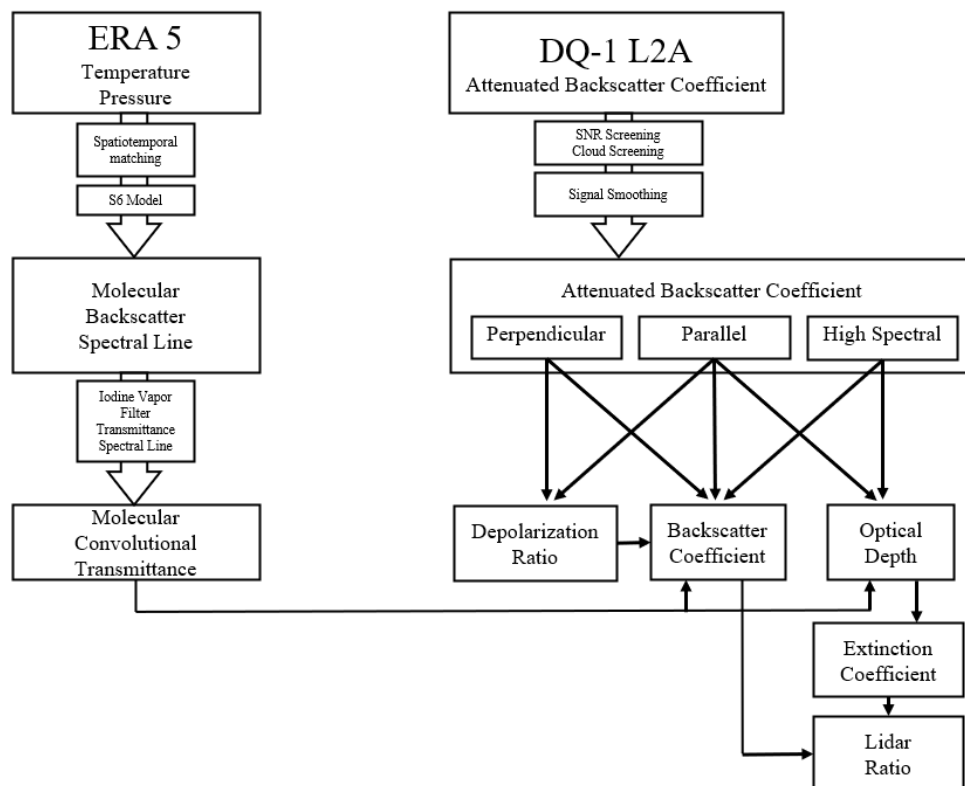 ERA 5
Temperature
Pressure
Spatiotemporal
matching
S6 Model
Molecular
Backscatter
Spectral Line
Iodine Vapor
Filter
Transmittance
Spectral Line
Molecular
Convolutional
Transmittance
DQ-1 L2A
Attenuated Backscatter Coefficient
SNR Screening
Cloud Screening
Signal Smoothing
Attenuated Backscatter Coefficient
Perpendicular
Parallel
High Spectral
Depolarization
Ratio
Backscatter
Coefficient
Optical
Depth
Extinction
Coefficient
Lidar
Ratio